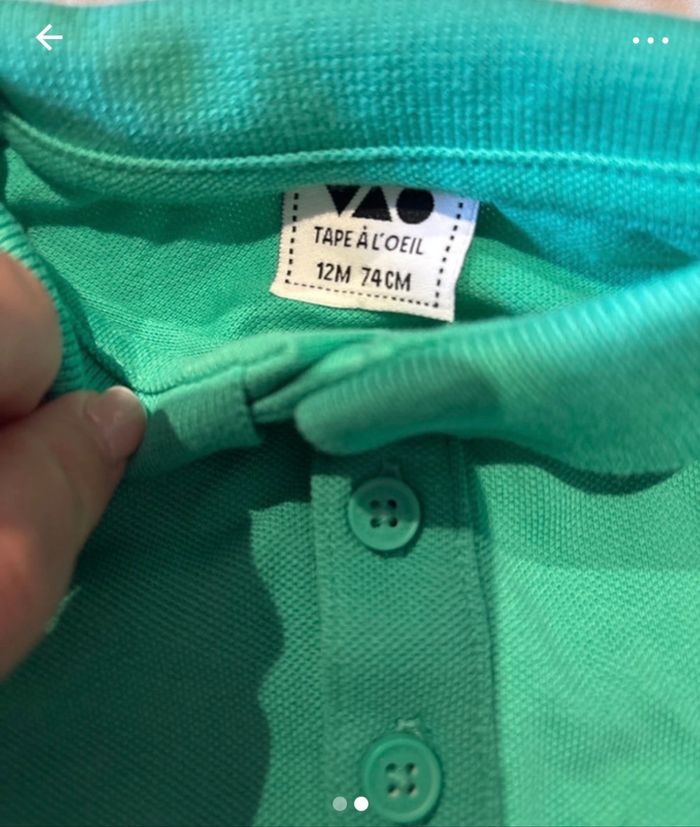 TAPE À L'OEIL
12M 74CM